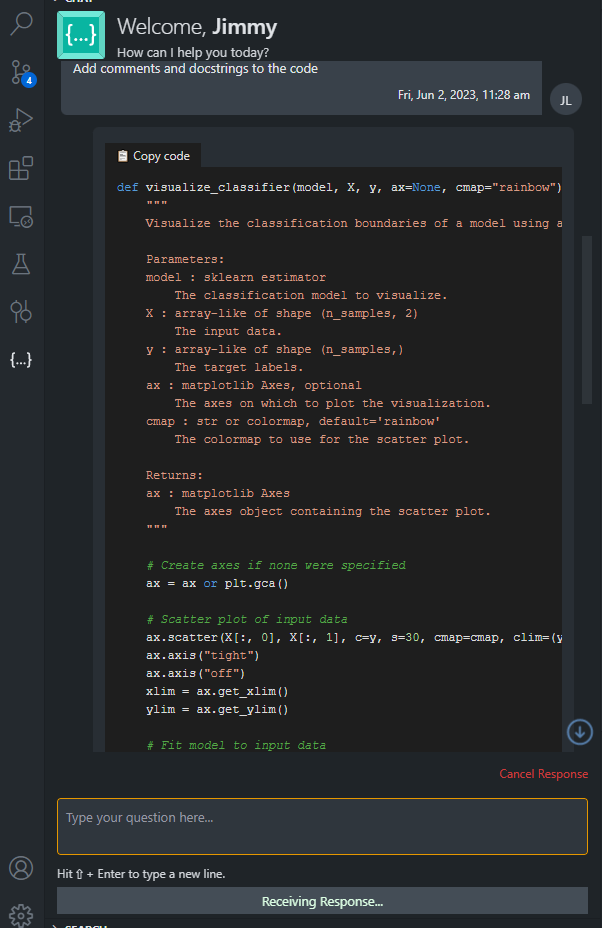 CHAT
{...}
Welcome, Jimmy
How can I help you today?
Add comments and docstrings to the code
Fri, Jun 2, 2023, 11:28 am
JL
4
Copy code
def visualize_classifier(model, X, y, ax=None, cmap="rainbow")
"""
Visualize the classification boundaries of a model using a
Parameters:
model : sklearn estimator
The classification model to visualize.
X : array-like of shape (n_samples, 2)
The input data.
y : array-like of shape (n_samples,)
The target labels.
ax : matplotlib Axes, optional
The axes on which to plot the visualization.
cmap : str or colormap, default='rainbow'
The colormap to use for the scatter plot.
Returns:
ax : matplotlib Axes
The axes object containing the scatter plot.
"""
# Create axes if none were specified
ax = ax or plt.gca()
# Scatter plot of input data
ax.scatter(X[:, 0], X[:, 1], c=y, s=30, cmap=cmap, clim=(y
ax.axis("tight")
ax.axis("off")
xlim = ax.get_xlim()
ylim = ax.get_ylim()
# Fit model to input data
{...}
Cancel Response
Type your question here...
Hit ⇧ + Enter to type a new line.
Receiving Response...
SEARCH